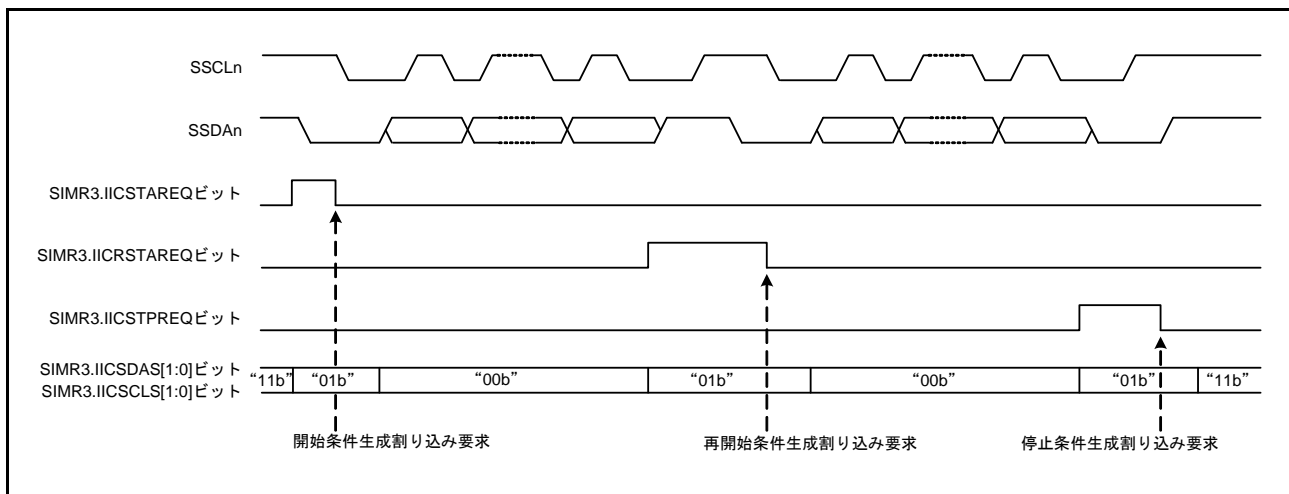 SSCLn
SSDAn
SIMR3.IICSTAREQビット
SIMR3.IICRSTAREQビット
SIMR3.IICSTPREQビット
SIMR3.IICSDAS[1:0]ビット
SIMR3.IICSCLS[1:0]ビット
“11b” “01b” “00b” “01b” “00b” “01b” “11b”
開始条件生成割り込み要求 再開始条件生成割り込み要求 停止条件生成割り込み要求